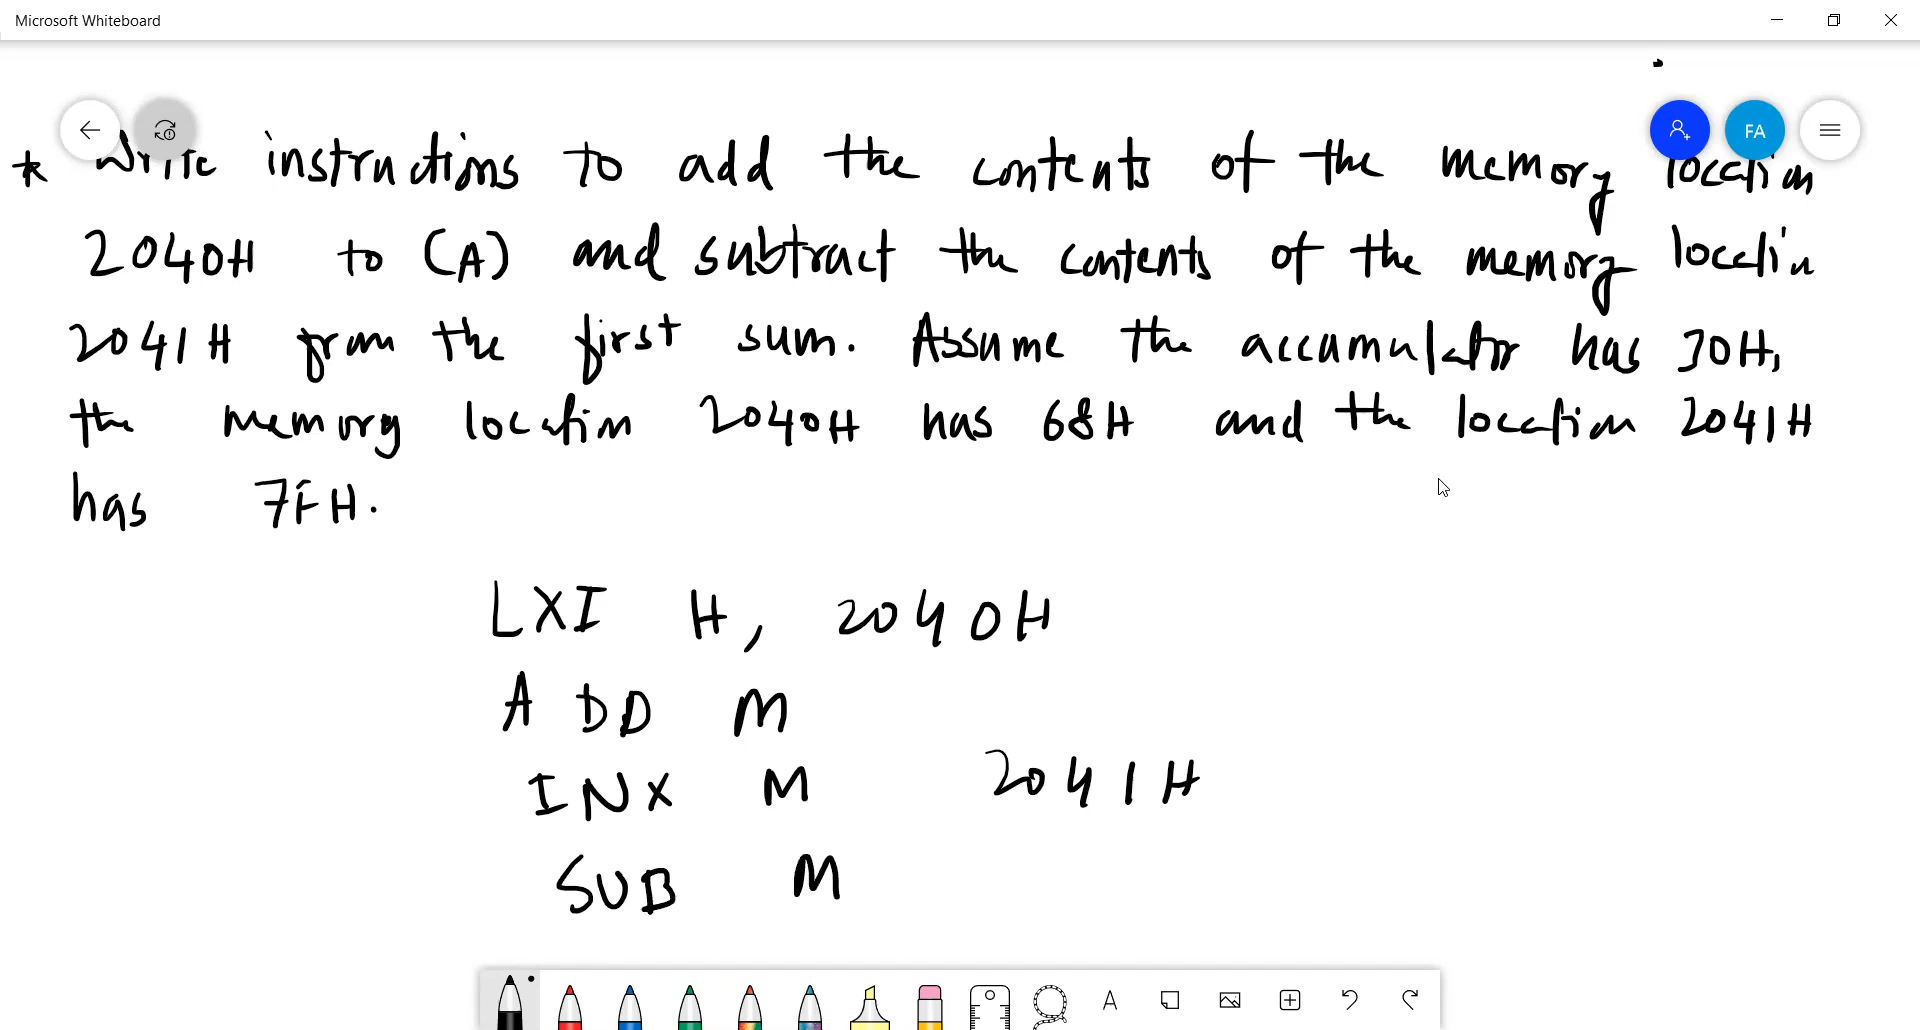 Microsoft Whiteboard
* Write instructions to add the contents of the memory location
FA
2040H to (A) and subtract the contents of the memory location
2041H from the first sum. Assume the accumulator has 30H,
the memory location 2040H has 68H and the location 2041H
has 7FH.
LXI H, 2040H
ADD M
INX M 2041H
SUB M
A